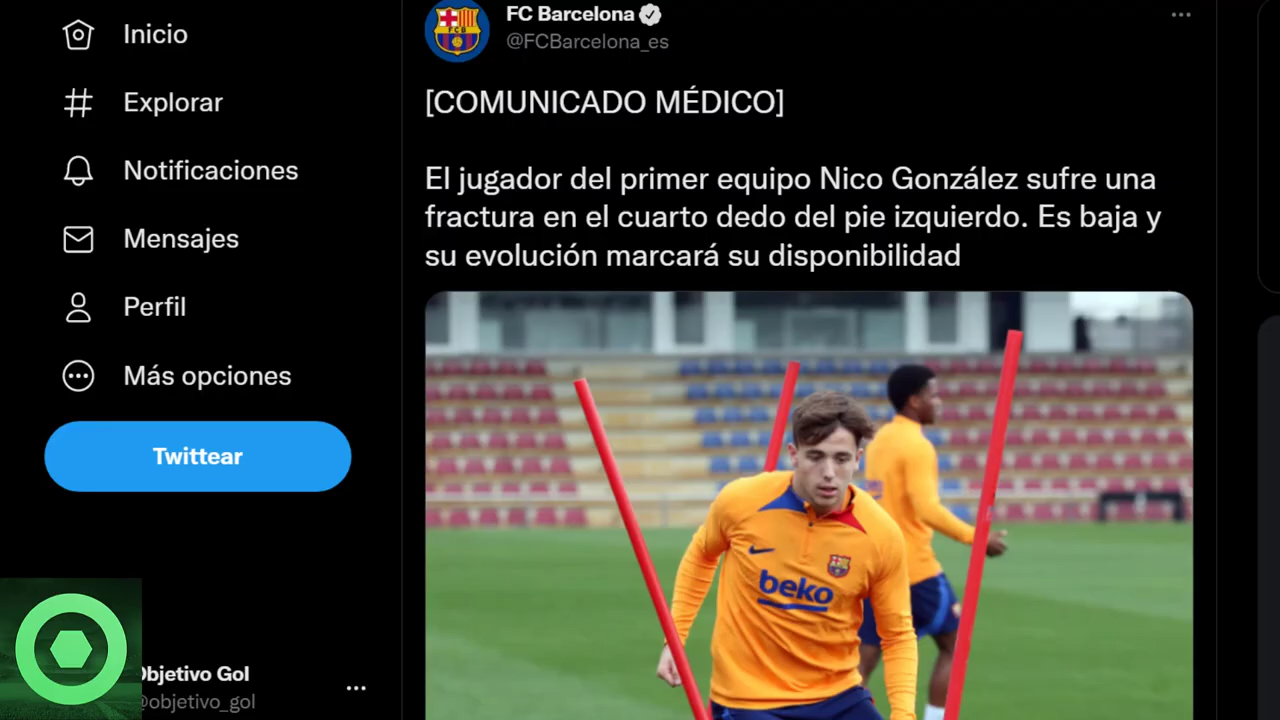 Inicio
Explorar
Notificaciones
Mensajes
Perfil
Más opciones
Twittear
Objetivo Gol
@objetivo_gol
FC Barcelona
@FCBarcelona_es
[COMUNICADO MÉDICO]
El jugador del primer equipo Nico González sufre una
fractura en el cuarto dedo del pie izquierdo. Es baja y
su evolución marcará su disponibilidad
FCB
beko